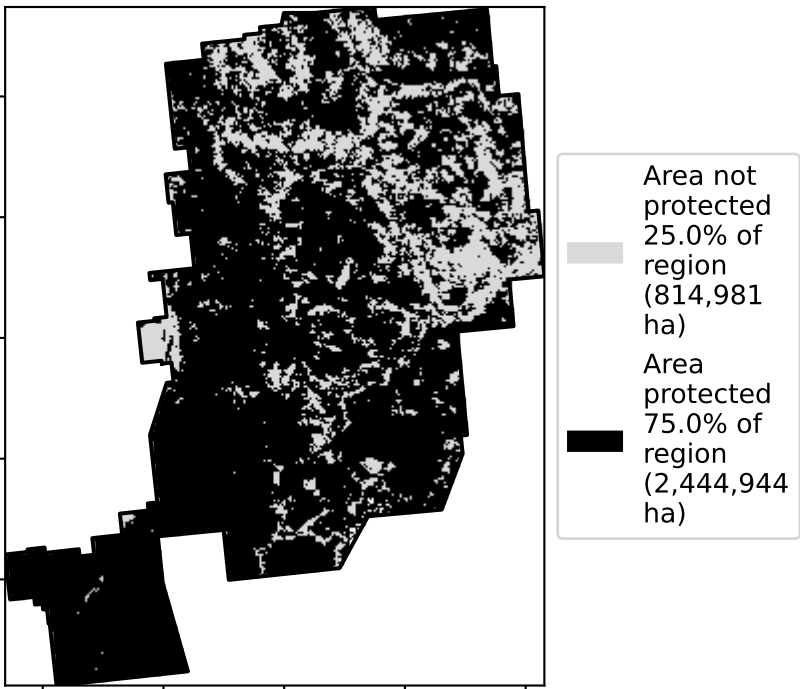 Area not
protected
25.0% of
region
(814,981
ha)
Area
protected
75.0% of
region
(2,444,944
ha)